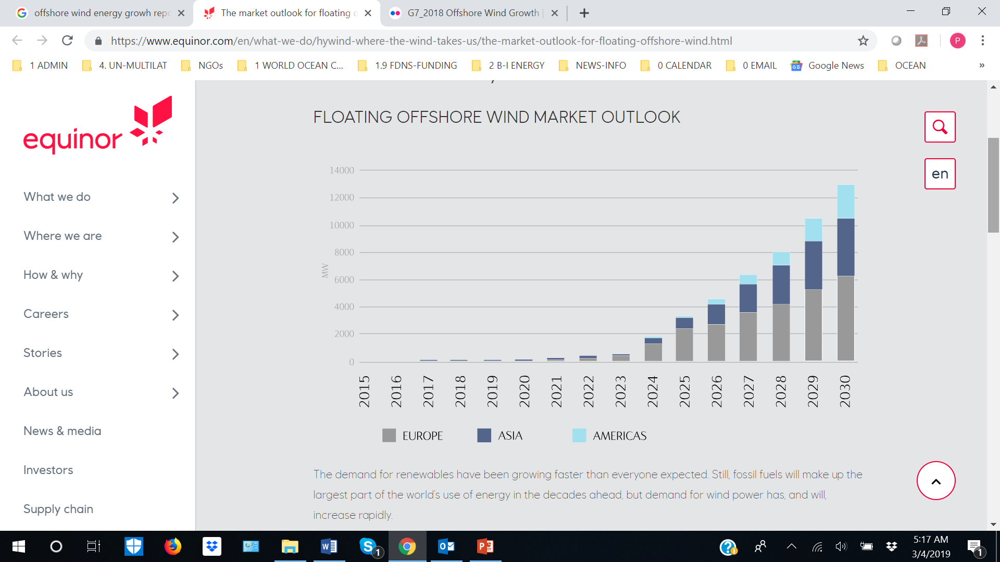 offshore wind energy growh repo
The market outlook for floating o
G7_2018 Offshore Wind Growth |
https://www.equinor.com/en/what-we-do/hywind-where-the-wind-takes-us/the-market-outlook-for-floating-offshore-wind.html
P
1 ADMIN
4. UN-MULTILAT
NGOs
1 WORLD OCEAN C...
1.9 FDNS-FUNDING
2 B-I ENERGY
NEWS-INFO
0 CALENDAR
0 EMAIL
Google News
OCEAN
»
equinor
What we do
Where we are
How & why
Careers
Stories
About us
News & media
Investors
Supply chain
FLOATING OFFSHORE WIND MARKET OUTLOOK
en
14000
12000
10000
8000
6000
4000
2000
0
MW
2015
2016
2017
2018
2019
2020
2021
2022
2023
2024
2025
2026
2027
2028
2029
2030
EUROPE
ASIA
AMERICAS
The demand for renewables have been growing faster than everyone expected. Still, fossil fuels will make up the
largest part of the world's use of energy in the decades ahead, but demand for wind power has, and will,
increase rapidly.
1
5:17 AM
3/4/2019
1